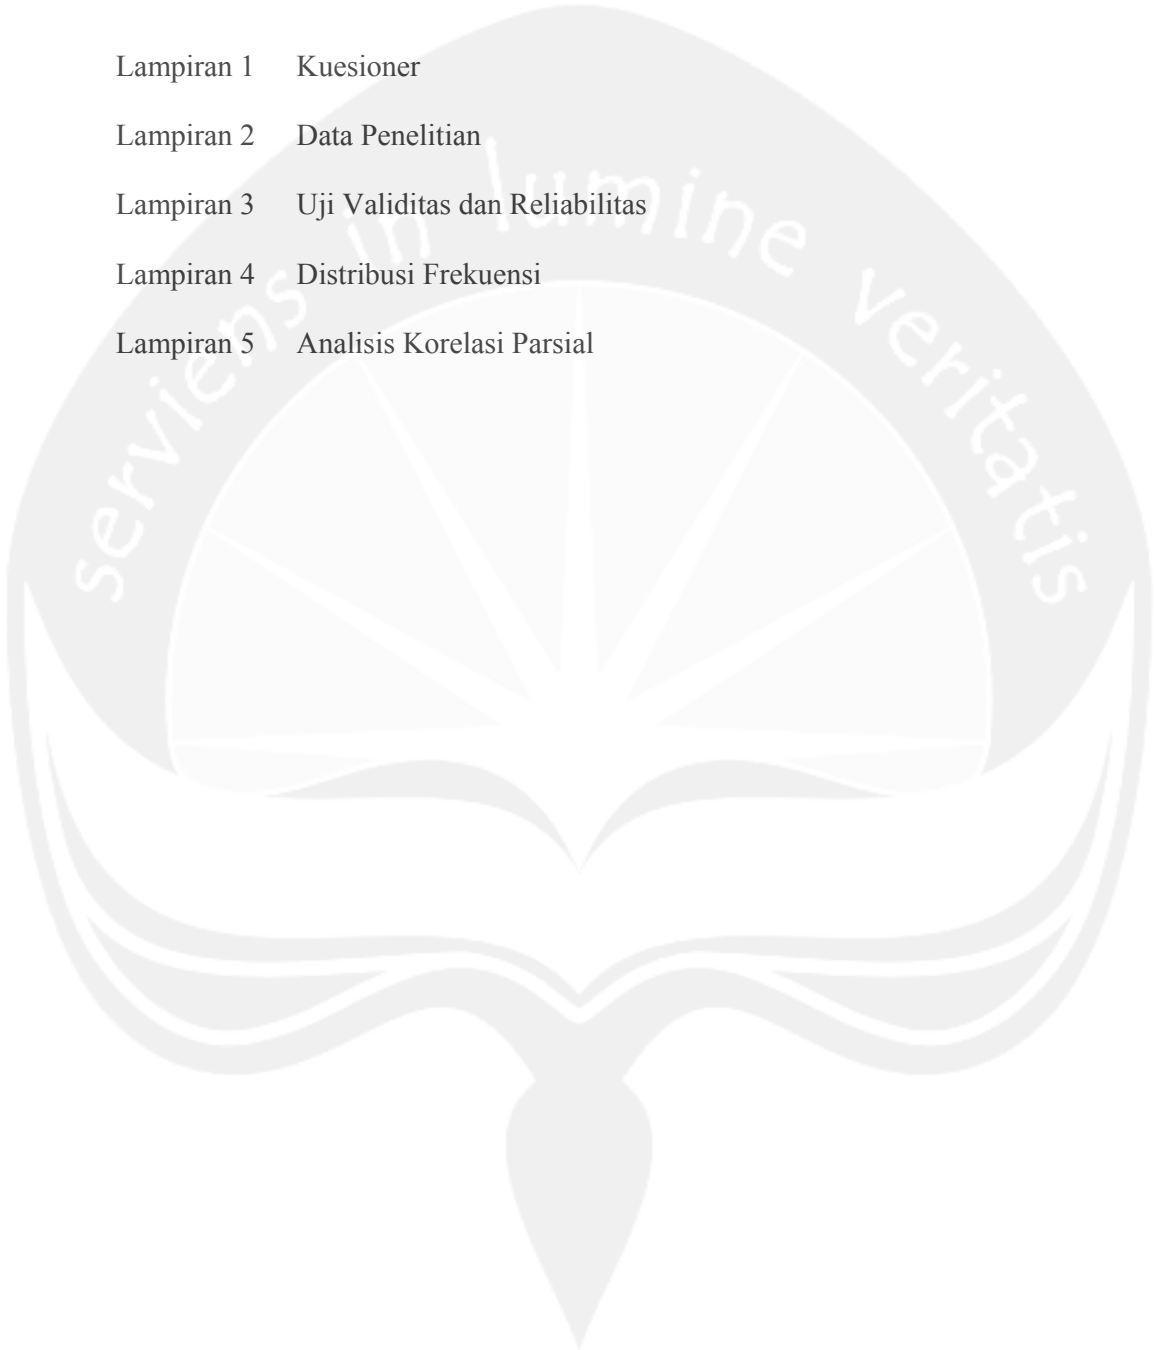 Lampiran 1 Kuesioner
Lampiran 2 Data Penelitian
Lampiran 3 Uji Validitas dan Reliabilitas
Lampiran 4 Distribusi Frekuensi
Lampiran 5 Analisis Korelasi Parsial
serviens in lumine veritatis